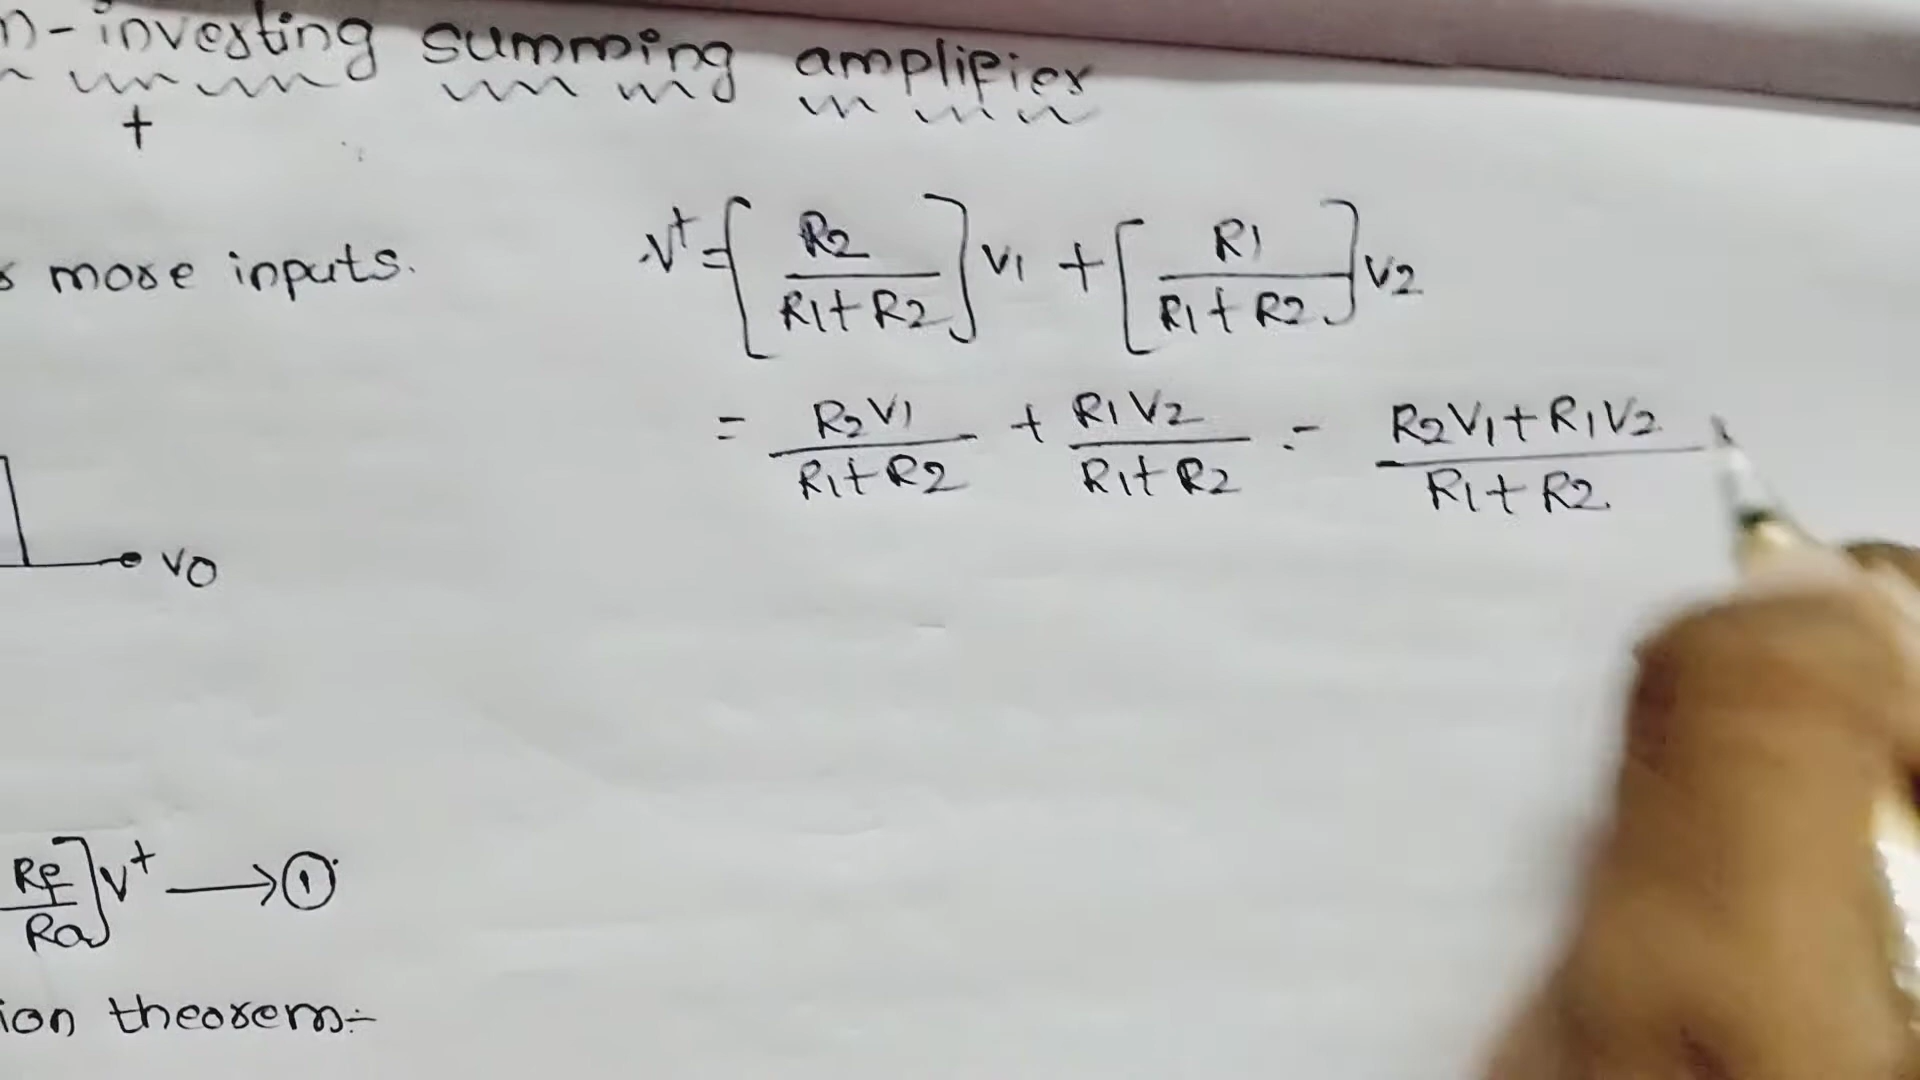 n-inverting summing amplifier
+
more inputs.
V⁺ = [R2 / R1+R2] V1 + [R1 / R1+R2] V2
= R2V1 / R1+R2 + R1V2 / R1+R2 = R2V1+R1V2 / R1+R2.
VO
Rf / Ra] V⁺ → ①
ion theorem:-